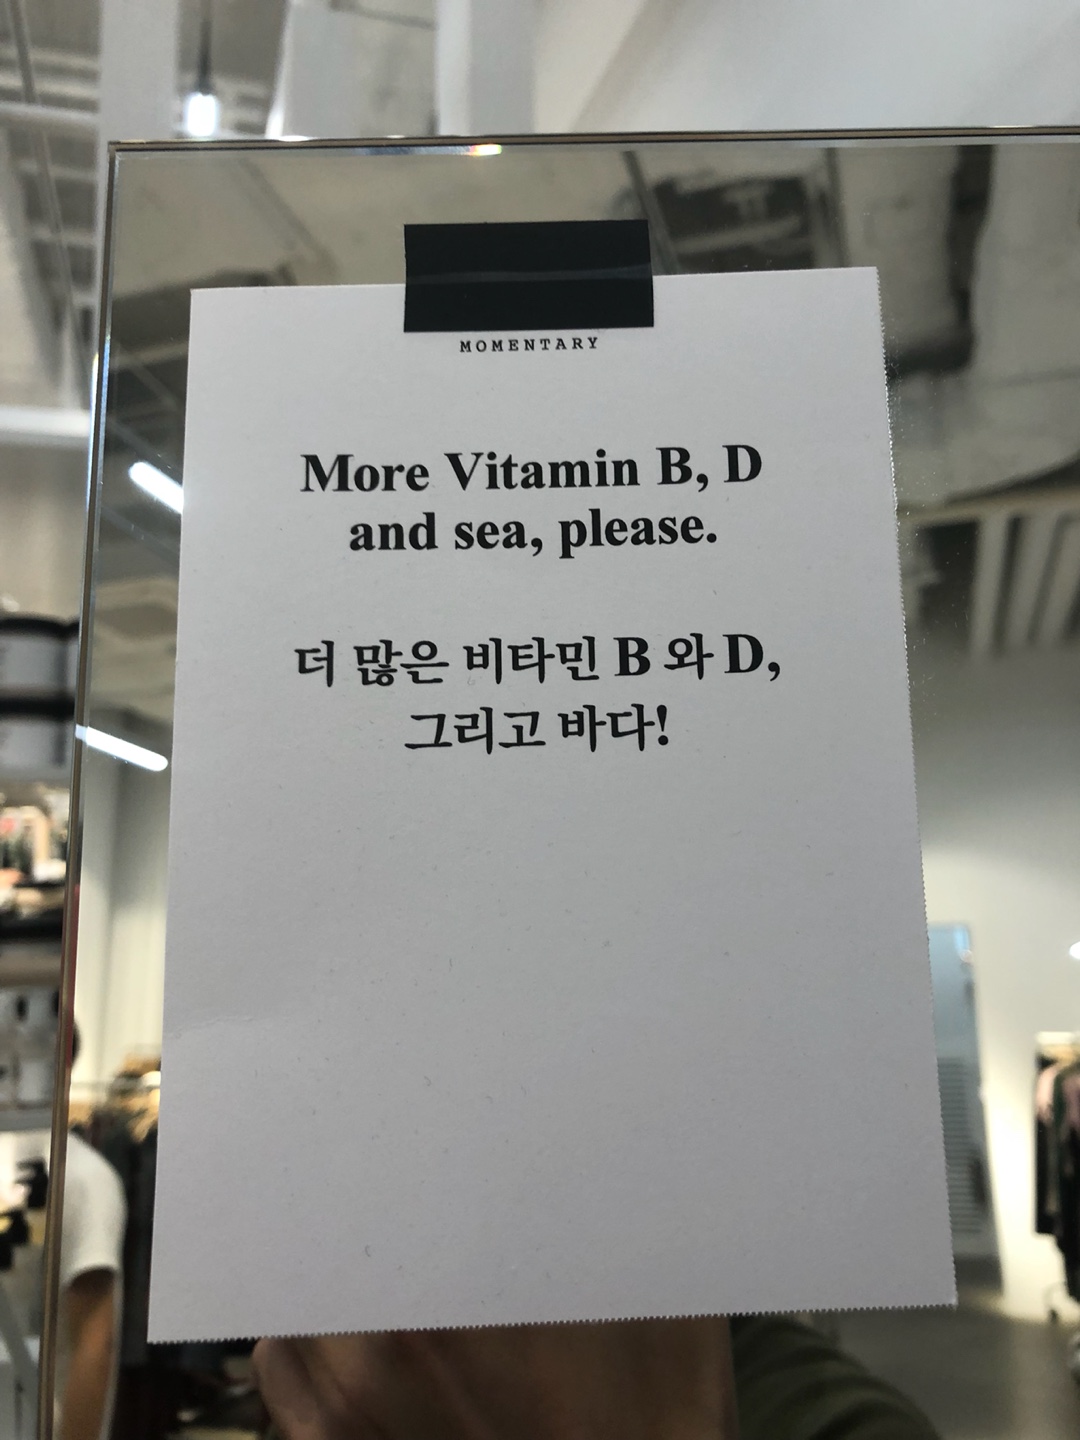 MOMENTARY
More Vitamin B, D
and sea, please.
더 많은 비타민 B 와 D,
그리고 바다!